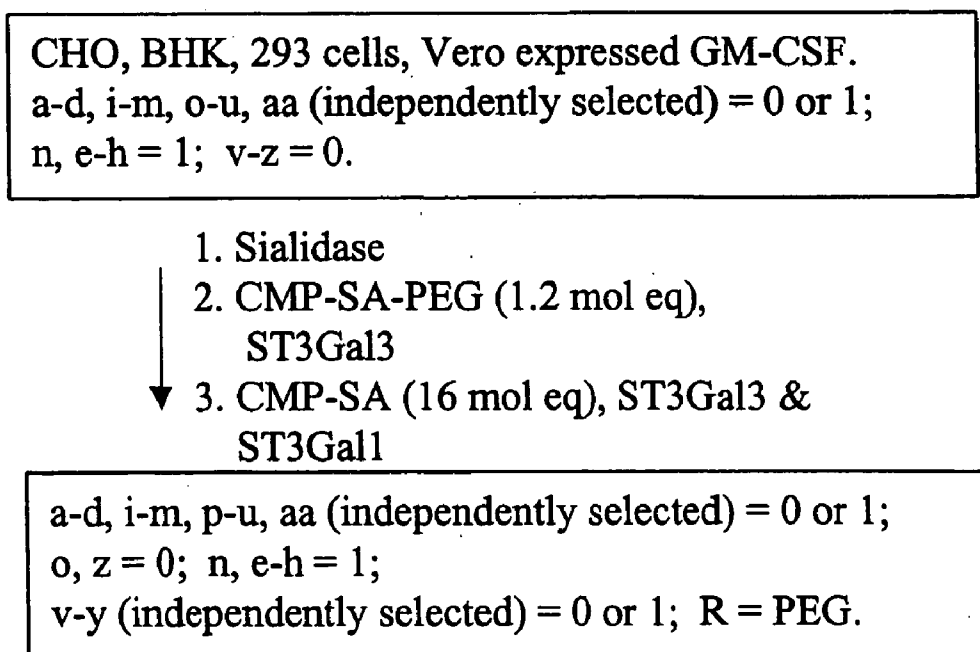 CHO, BHK, 293 cells, Vero expressed GM-CSF.
a-d, i-m, o-u, aa (independently selected) = 0 or 1;
n, e-h = 1; v-z = 0.
1. Sialidase
2. CMP-SA-PEG (1.2 mol eq),
ST3Gal3
3. CMP-SA (16 mol eq), ST3Gal3 &
ST3Gal1
a-d, i-m, p-u, aa (independently selected) = 0 or 1;
o, z = 0; n, e-h = 1;
v-y (independently selected) = 0 or 1; R = PEG.